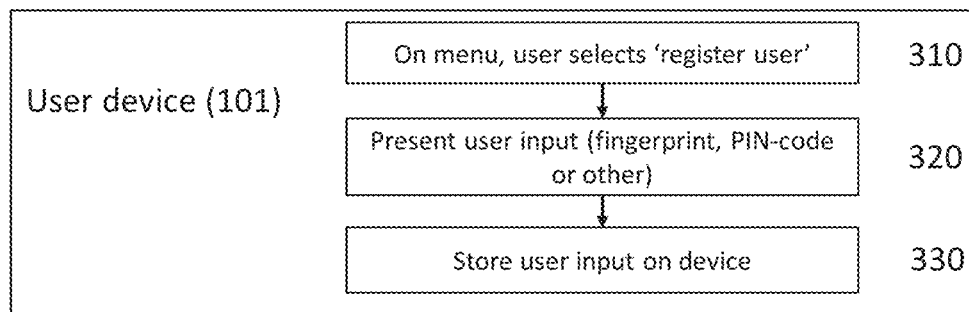 On menu, user selects 'register user'
310
User device (101)
Present user input (fingerprint, PIN-code
or other)
320
Store user input on device
330